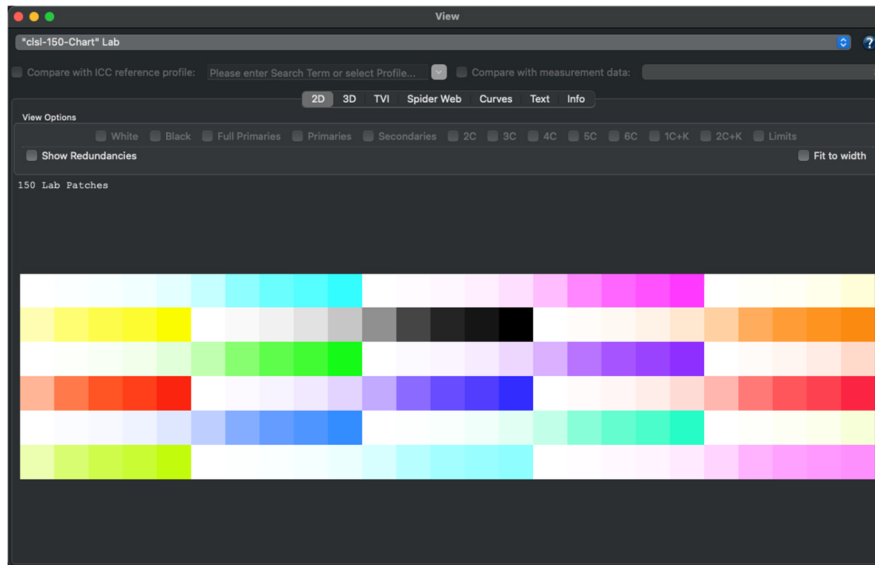 View
*clsl-150-Chart* Lab
?
Compare with ICC reference profile: Please enter Search Term or select Profile... Compare with measurement data:
2D 3D TVI Spider Web Curves Text Info
View Options
White Black Full Primaries Primaries Secondaries 2C 3C 4C 5C 6C 1C+K 2C+K Limits
Show Redundancies Fit to width
150 Lab Patches